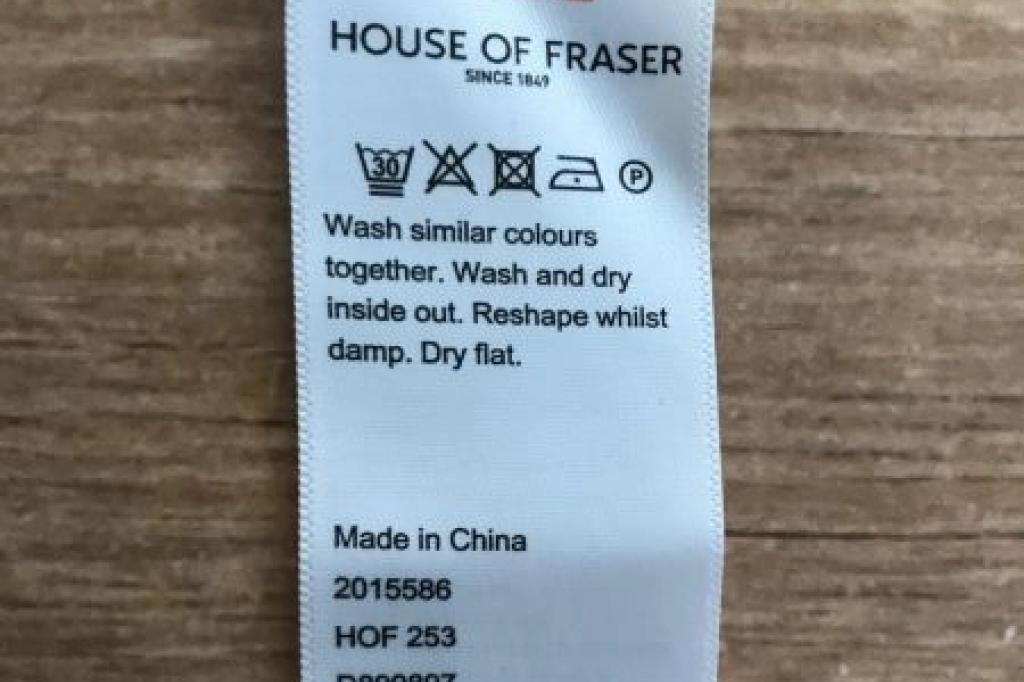 HOUSE OF FRASER
SINCE 1849
30 P
Wash similar colours
together. Wash and dry
inside out. Reshape whilst
damp. Dry flat.
Made in China
2015586
HOF 253